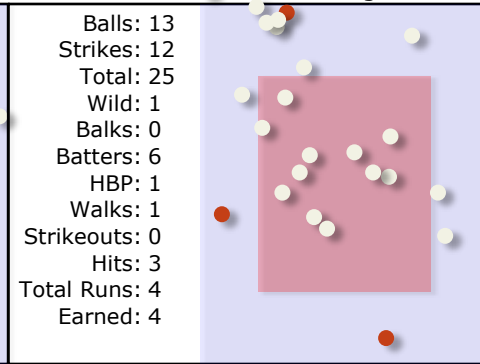 Balls: 13
Strikes: 12
Total: 25
Wild: 1
Balks: 0
Batters: 6
HBP: 1
Walks: 1
Strikeouts: 0
Hits: 3
Total Runs: 4
Earned: 4